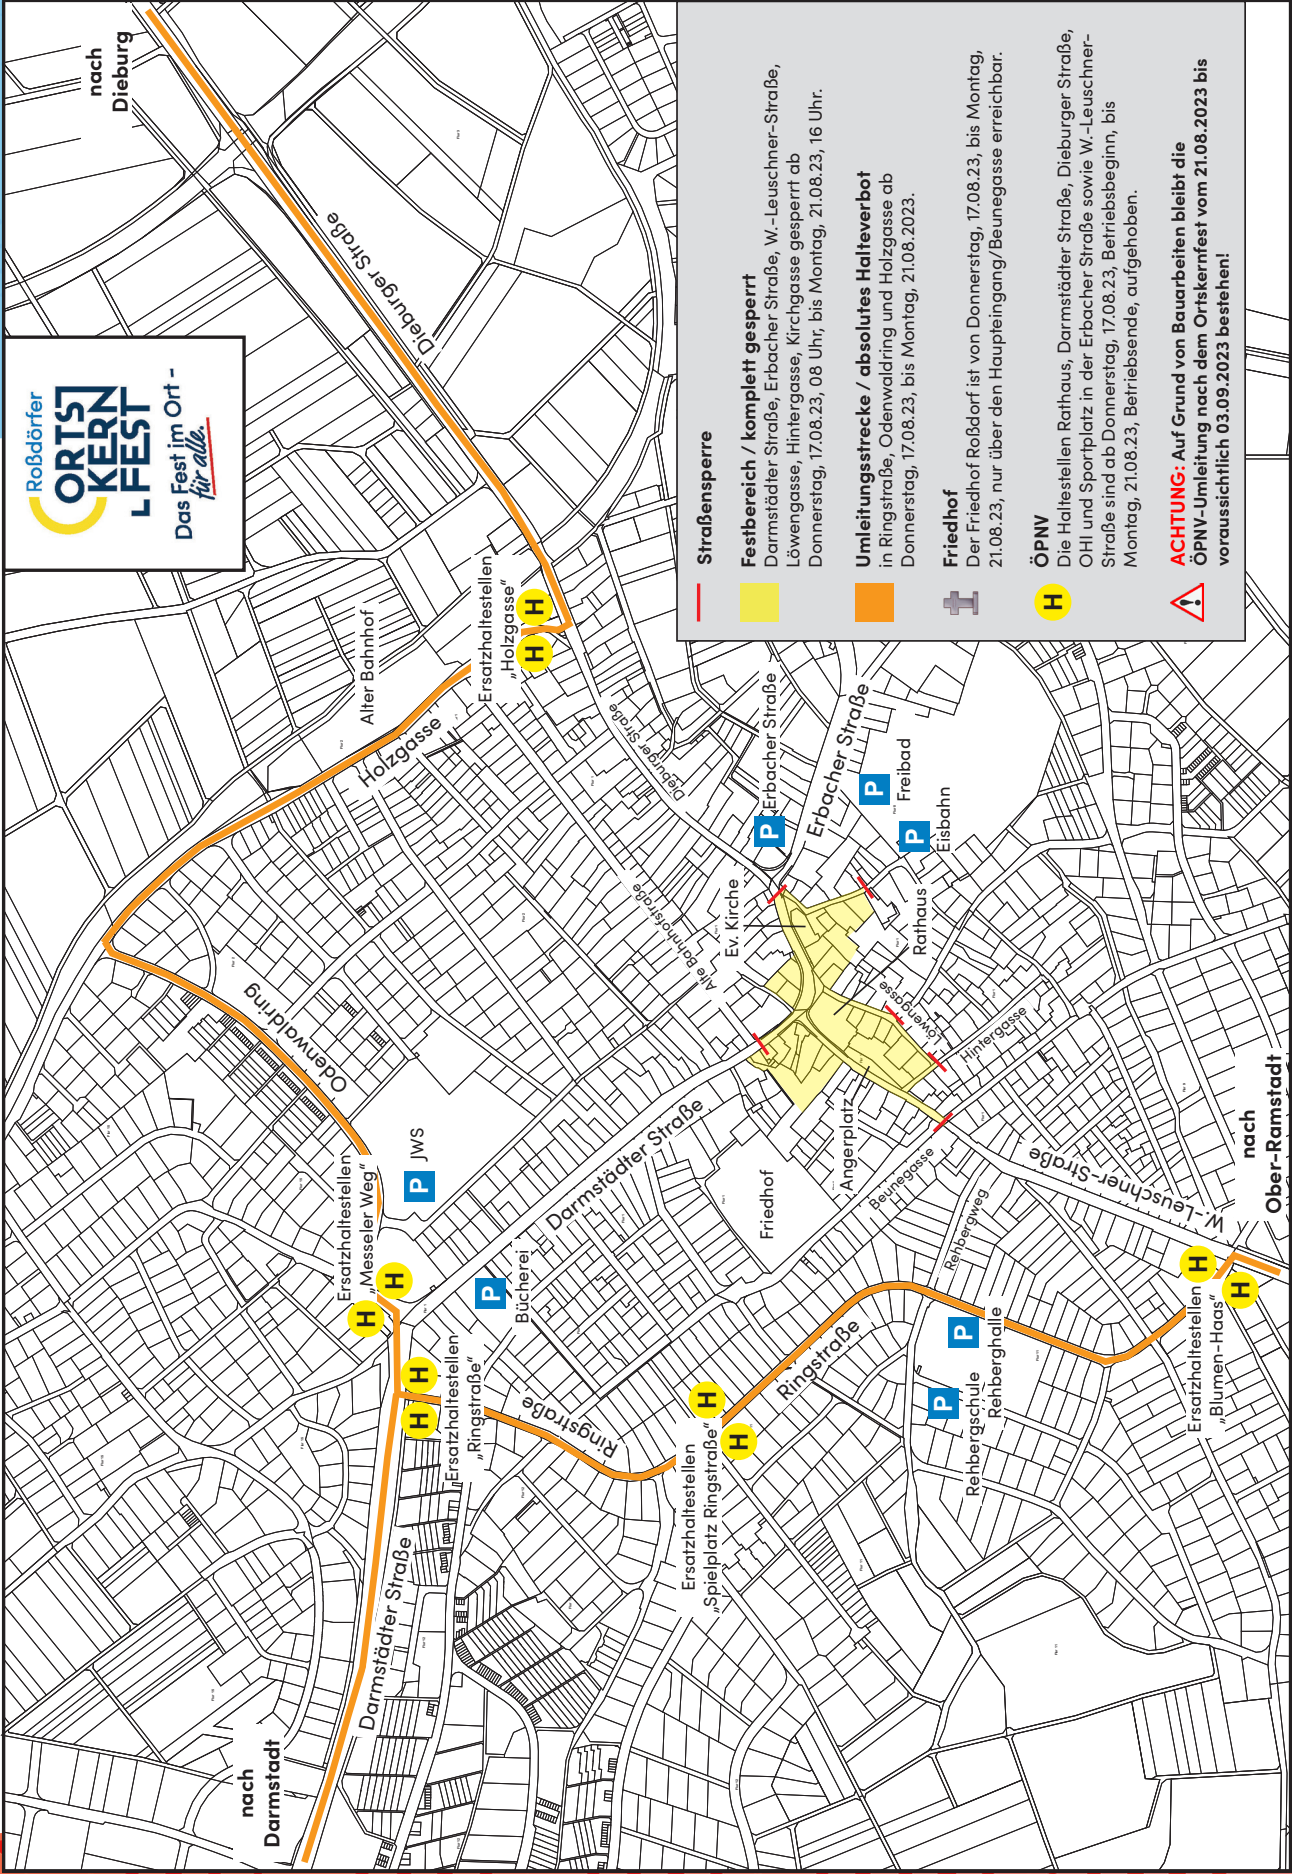 nach
Dieburg
Roßdörfer
ORTS
KERN
FEST
Das Fest im Ort -
für alle.
Dieburger Straße
Alter Bahnhof
Holzgasse
Ersatzhaltestellen
„Holzgasse“
H
H
Dieburger Straße
Odenwaldring
Alte Bahnhofstraße
Ev. Kirche
P
Erbacher Straße
Erbacher Straße
P
Freibad
P
Eisbahn
Rathaus
Löwengasse
Hintergasse
Angerplatz
Beunegasse
Friedhof
Darmstädter Straße
P
JWS
Ersatzhaltestellen
„Messeler Weg“
H
H
P
Bücherei
Ersatzhaltestellen
„Ringstraße“
H
H
Ringstraße
Ersatzhaltestellen
„Spielplatz Ringstraße“
H
H
Ringstraße
Rehbergweg
P
Rehberghalle
P
Rehbergschule
W.-Leuschner-Straße
Ersatzhaltestellen
„Blumen-Haas“
H
H
nach
Ober-Ramstadt
Darmstädter Straße
nach
Darmstadt
Straßensperre
Festbereich / komplett gesperrt
Darmstädter Straße, Erbacher Straße, W.-Leuschner-Straße,
Löwengasse, Hintergasse, Kirchgasse gesperrt ab
Donnerstag, 17.08.23, 08 Uhr, bis Montag, 21.08.23, 16 Uhr.
Umleitungsstrecke / absolutes Halteverbot
in Ringstraße, Odenwaldring und Holzgasse ab
Donnerstag, 17.08.23, bis Montag, 21.08.2023.
Friedhof
Der Friedhof Roßdorf ist von Donnerstag, 17.08.23, bis Montag,
21.08.23, nur über den Haupteingang/Beunegasse erreichbar.
H
ÖPNV
Die Haltestellen Rathaus, Darmstädter Straße, Dieburger Straße,
OHI und Sportplatz in der Erbacher Straße sowie W.-Leuschner-
Straße sind ab Donnerstag, 17.08.23, Betriebsbeginn, bis
Montag, 21.08.23, Betriebsende, aufgehoben.
ACHTUNG: Auf Grund von Bauarbeiten bleibt die
ÖPNV-Umleitung nach dem Ortskernfest vom 21.08.2023 bis
voraussichtlich 03.09.2023 bestehen!